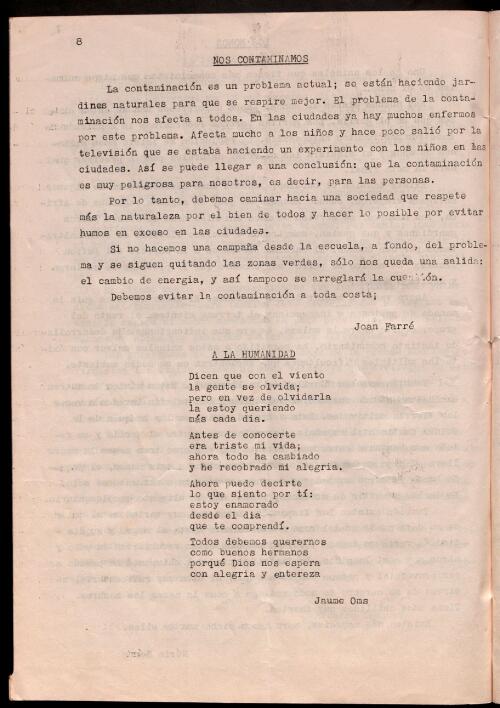 8
NOS CONTAMINAMOS
La contaminación es un problema actual; se están haciendo jar-
dines naturales para que se respire mejor. El problema de la conta-
minación nos afecta a todos. En las ciudades ya hay muchos enfermos
por este problema. Afecta mucho a los niños y hace poco salió por la
televisión que se estaba haciendo un experimento con los niños en las
ciudades. Así se puede llegar a una conclusión: que la contaminación
es muy peligrosa para nosotros, es decir, para las personas.
Por lo tanto, debemos caminar hacia una sociedad que respete
más la naturaleza por el bien de todos y hacer lo posible por evitar
humos en exceso en las ciudades.
Si no hacemos una campaña desde la escuela, a fondo, del proble-
ma y se siguen quitando las zonas verdes, sólo nos queda una salida:
el cambio de energia, y así tampoco se arreglará la cuestión.
Debemos evitar la contaminación a toda costa;
Joan Farré
A LA HUMANIDAD
Dicen que con el viento
la gente se olvida;
pero en vez de olvidarla
la estoy queriendo
más cada dia.
Antes de conocerte
era triste mi vida;
ahora todo ha cambiado
y he recobrado mi alegria.
Ahora puedo decirte
lo que siento por tí:
estoy enamorado
desde el dia
que te comprendí.
Todos debemos querernos
como buenos hermanos
porqué Dios nos espera
con alegria y entereza
Jaume Oms